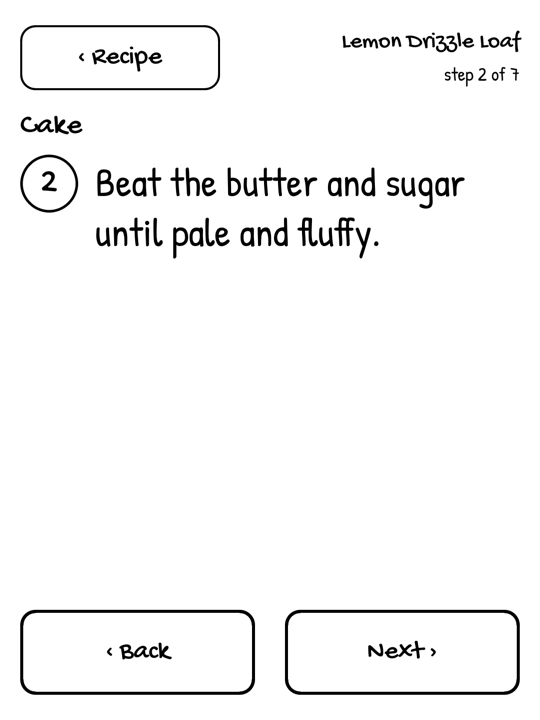 ‹ Recipe
Lemon Drizzle Loaf
step 2 of 7
Cake
2 Beat the butter and sugar
until pale and fluffy.
‹ Back
Next ›